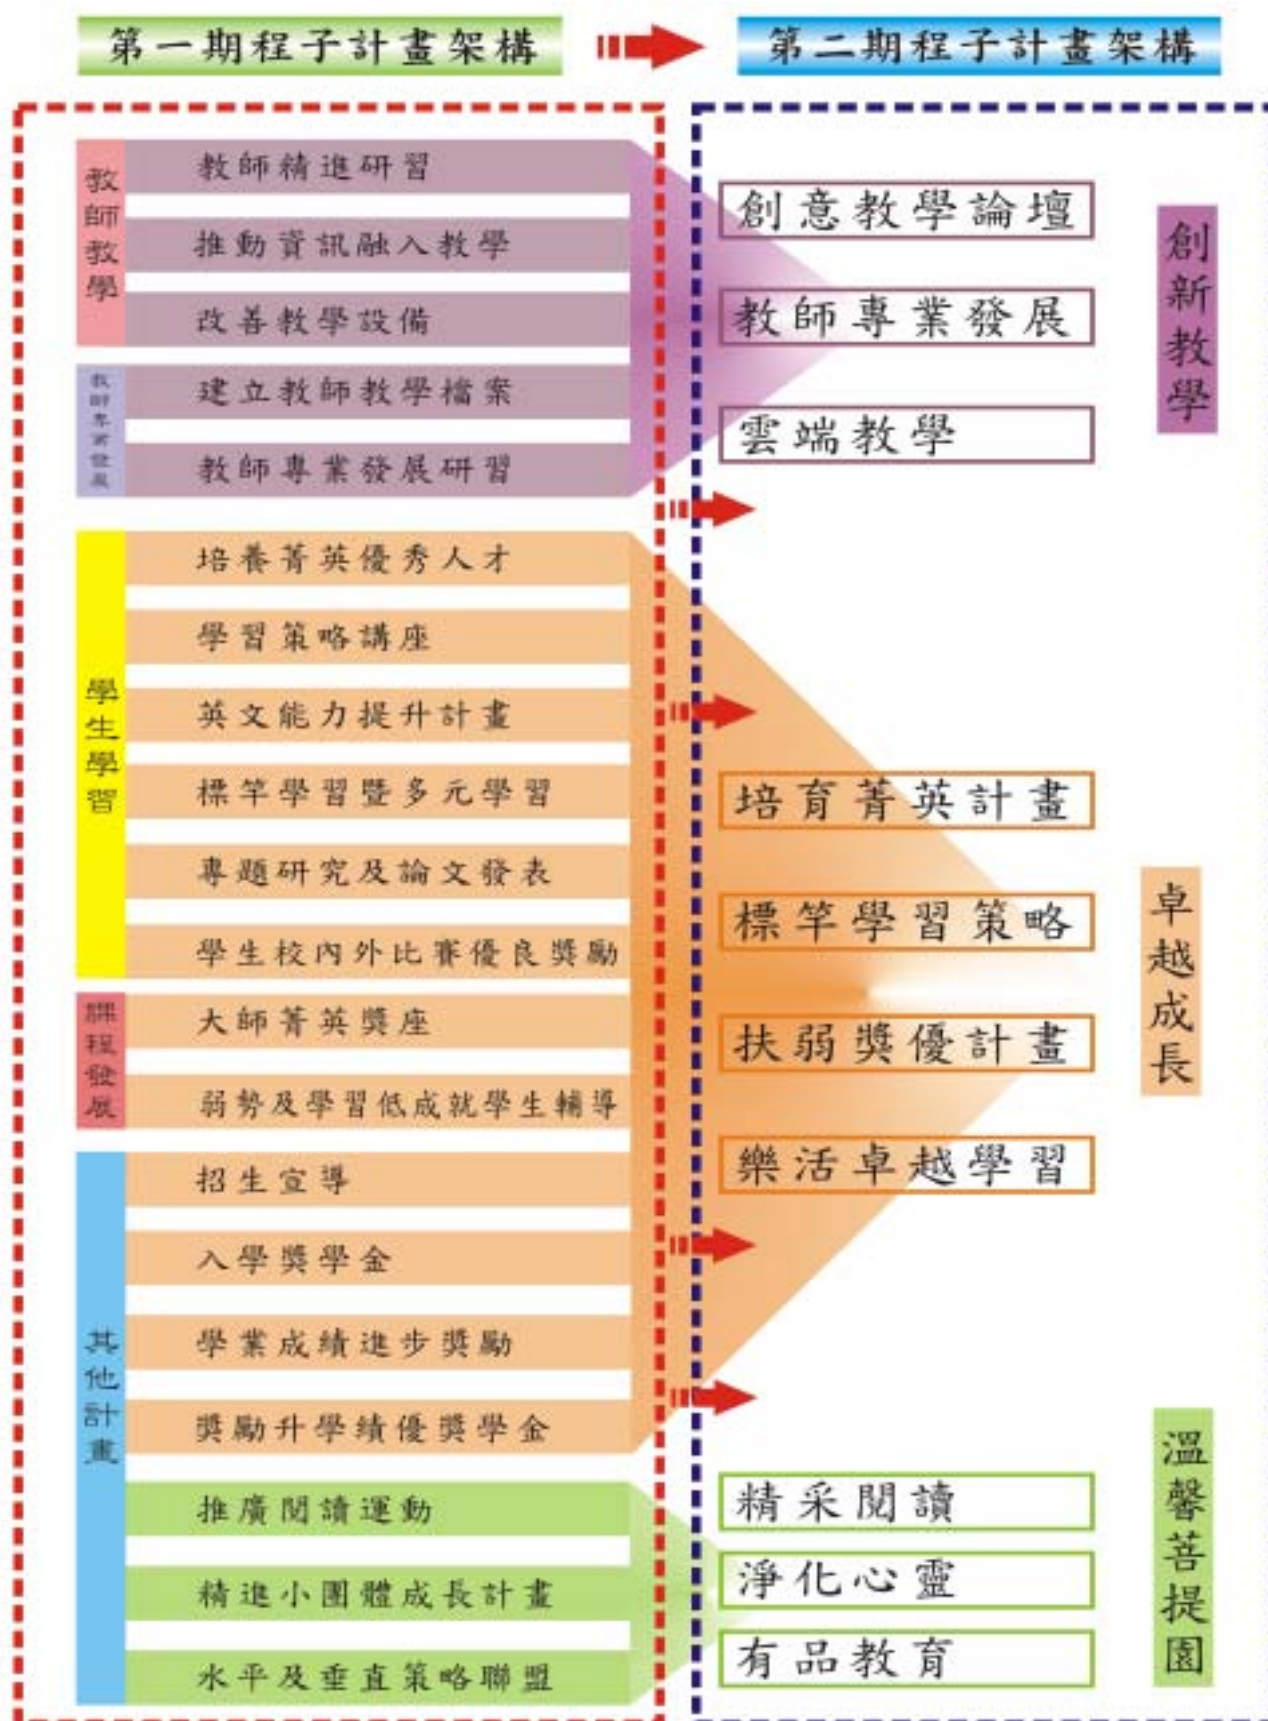 第一期程子計畫架構
第二期程子計畫架構
教師教學
教師精進研習
推動資訊融入教學
改善教學設備
教師專業發展
建立教師教學檔案
教師專業發展研習
學生學習
培養菁英優秀人才
學習策略講座
英文能力提升計畫
標竿學習暨多元學習
專題研究及論文發表
學生校內外比賽優良獎勵
課程發展
大師菁英獎座
弱勢及學習低成就學生輔導
其他計畫
招生宣導
入學獎學金
學業成績進步獎勵
獎勵升學績優獎學金
推廣閱讀運動
精進小團體成長計畫
水平及垂直策略聯盟
創意教學論壇
教師專業發展
雲端教學
創新教學
培育菁英計畫
標竿學習策略
扶弱獎優計畫
樂活卓越學習
卓越成長
精采閱讀
淨化心靈
有品教育
溫馨菩提園